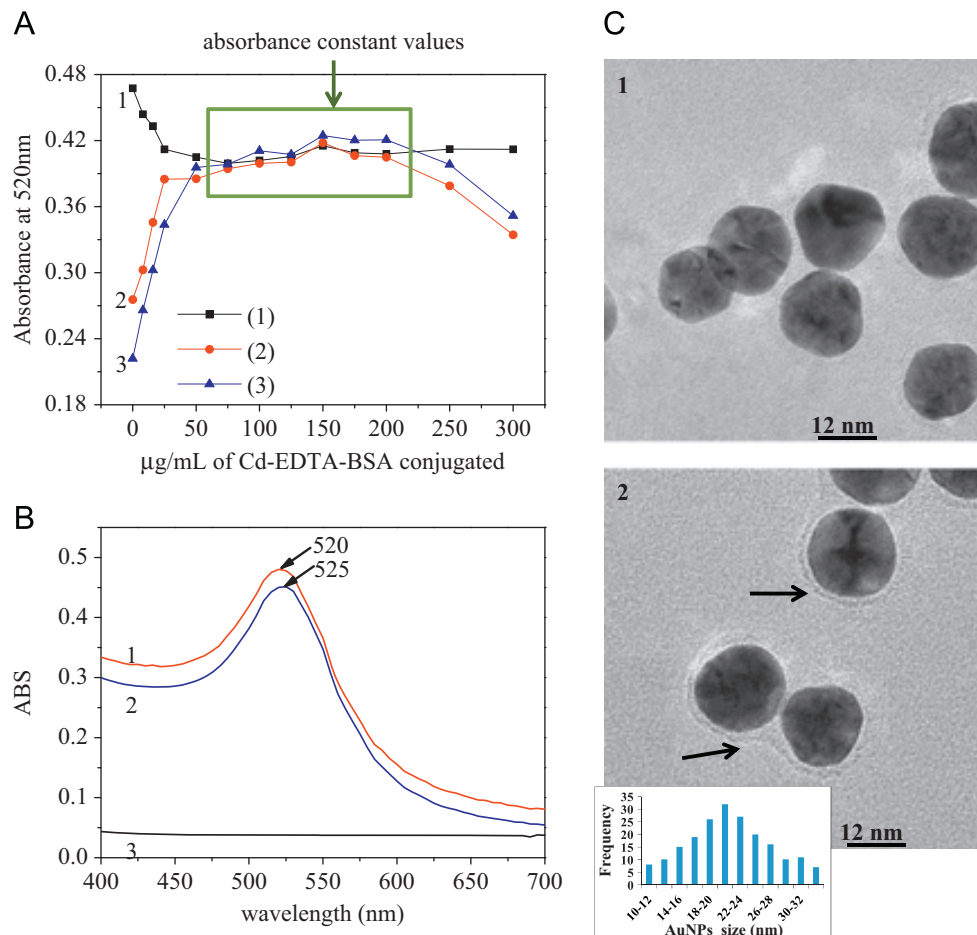 A
absorbance constant values
Absorbance at 520nm
0.48
0.42
0.36
0.30
0.24
0.18
1
2
3
(1)
(2)
(3)
0 50 100 150 200 250 300
μg/mL of Cd-EDTA-BSA conjugated
B
ABS
0.5
0.4
0.3
0.2
0.1
0.0
520
525
1
2
3
400 450 500 550 600 650 700
wavelength (nm)
C
1
12 nm
2
12 nm
Frequency
35
30
25
20
15
10
5
0
10-12 14-16 18-20 22-24 26-28 30-32
AuNPs size (nm)